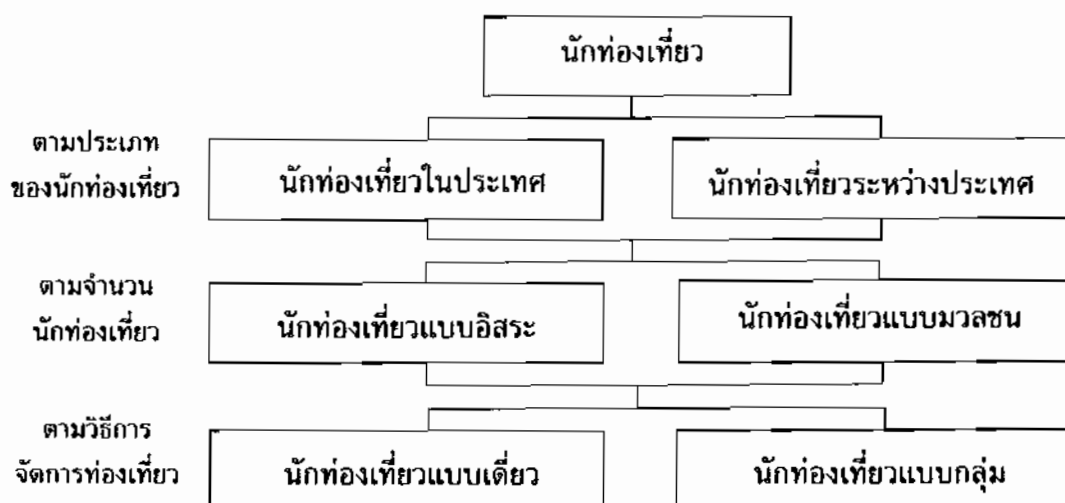 นักท่องเที่ยว
ตามประเภท
ของนักท่องเที่ยว
นักท่องเที่ยวในประเทศ
นักท่องเที่ยวระหว่างประเทศ
ตามจำนวน
นักท่องเที่ยว
นักท่องเที่ยวแบบอิสระ
นักท่องเที่ยวแบบมวลชน
ตามวิธีการ
จัดการท่องเที่ยว
นักท่องเที่ยวแบบเดี่ยว
นักท่องเที่ยวแบบกลุ่ม